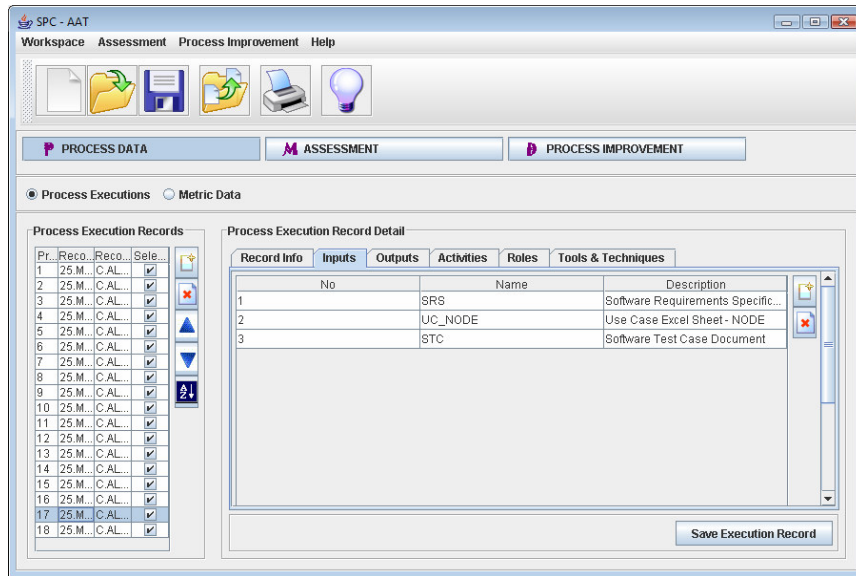 SPC - AAT
Workspace Assessment Process Improvement Help
P PROCESS DATA M ASSESSMENT D PROCESS IMPROVEMENT
Process Executions Metric Data
Process Execution Records
Pr... Reco... Reco... Sele...
1 25.M... C.AL...
2 25.M... C.AL...
3 25.M... C.AL...
4 25.M... C.AL...
5 25.M... C.AL...
6 25.M... C.AL...
7 25.M... C.AL...
8 25.M... C.AL...
9 25.M... C.AL...
10 25.M... C.AL...
11 25.M... C.AL...
12 25.M... C.AL...
13 25.M... C.AL...
14 25.M... C.AL...
15 25.M... C.AL...
16 25.M... C.AL...
17 25.M... C.AL...
18 25.M... C.AL...
A
Z
Process Execution Record Detail
Record Info Inputs Outputs Activities Roles Tools & Techniques
No Name Description
1 SRS Software Requirements Specific...
2 UC_NODE Use Case Excel Sheet - NODE
3 STC Software Test Case Document
Save Execution Record